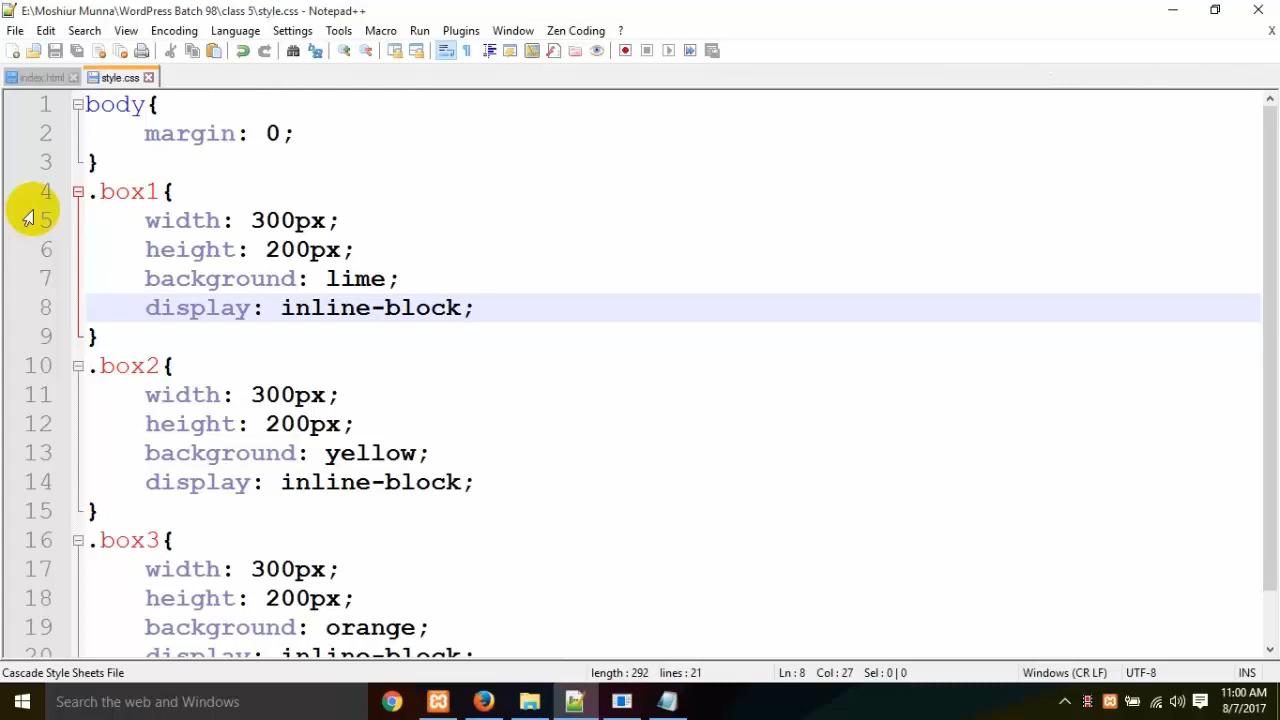 E:\Moshiur Munna\WordPress Batch 98\class 5\style.css - Notepad++
File Edit Search View Encoding Language Settings Tools Macro Run Plugins Window Zen Coding ? X
index.html style.css
1 body{
2 margin: 0;
3 }
4 .box1{
5 width: 300px;
6 height: 200px;
7 background: lime;
8 display: inline-block;
9 }
10 .box2{
11 width: 300px;
12 height: 200px;
13 background: yellow;
14 display: inline-block;
15 }
16 .box3{
17 width: 300px;
18 height: 200px;
19 background: orange;
20 display: inline-block;
Cascade Style Sheets File length : 292 lines : 21 Ln : 8 Col : 27 Sel : 0 | 0 Windows (CR LF) UTF-8 INS
Search the web and Windows
11:00 AM
8/7/2017